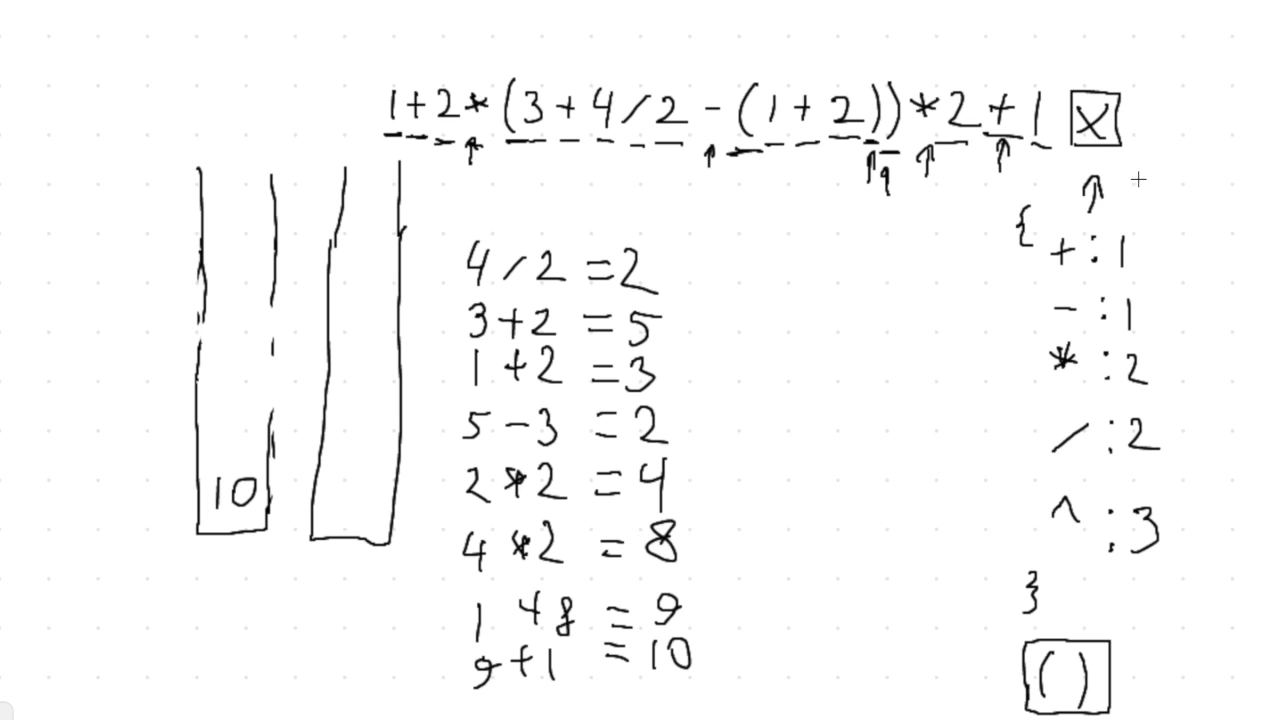 1+2*(3+4/2-(1+2))*2+1 X
{
+ : 1
4/2 =2
3+2 =5
- : 1
1+2 =3
* : 2
5-3 =2
/ : 2
2*2 =4
10
^ : 3
4*2 =8
}
1 + 8 = 9
9+1 = 10
( )